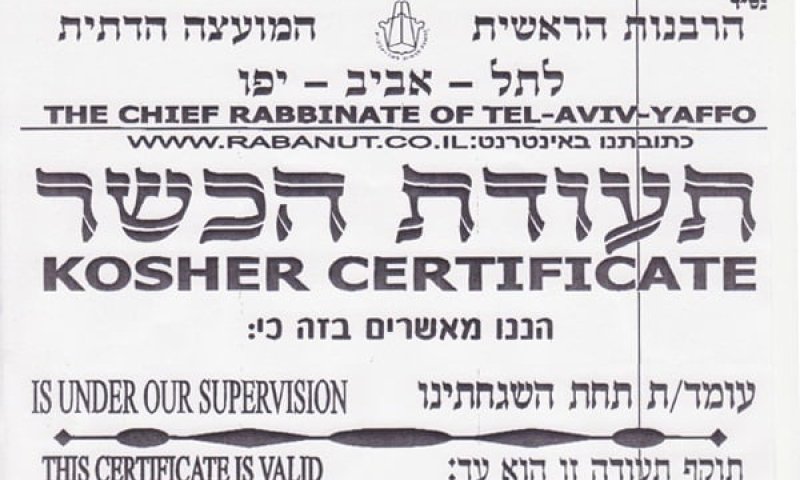 הרבנות הראשית המועצה הדתית
לתל – אביב – יפו
THE CHIEF RABBINATE OF TEL-AVIV-YAFFO
כתובתנו באינטרנט: WWW.RABANUT.CO.IL
תעודת הכשר
KOSHER CERTIFICATE
הננו מאשרים בזה כי:
עומד/ת תחת השגחתינו IS UNDER OUR SUPERVISION
תוקף תעודה זו הוא עד: THIS CERTIFICATE IS VALID